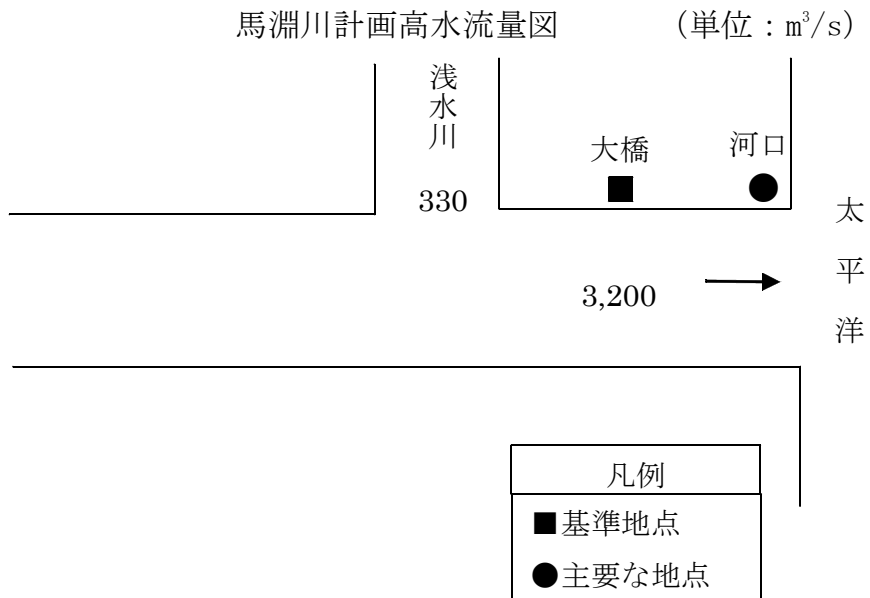 馬淵川計画高水流量図 （単位：m³/s）
浅水川
大橋
河口
330
3,200
太平洋
凡例
■基準地点
●主要な地点